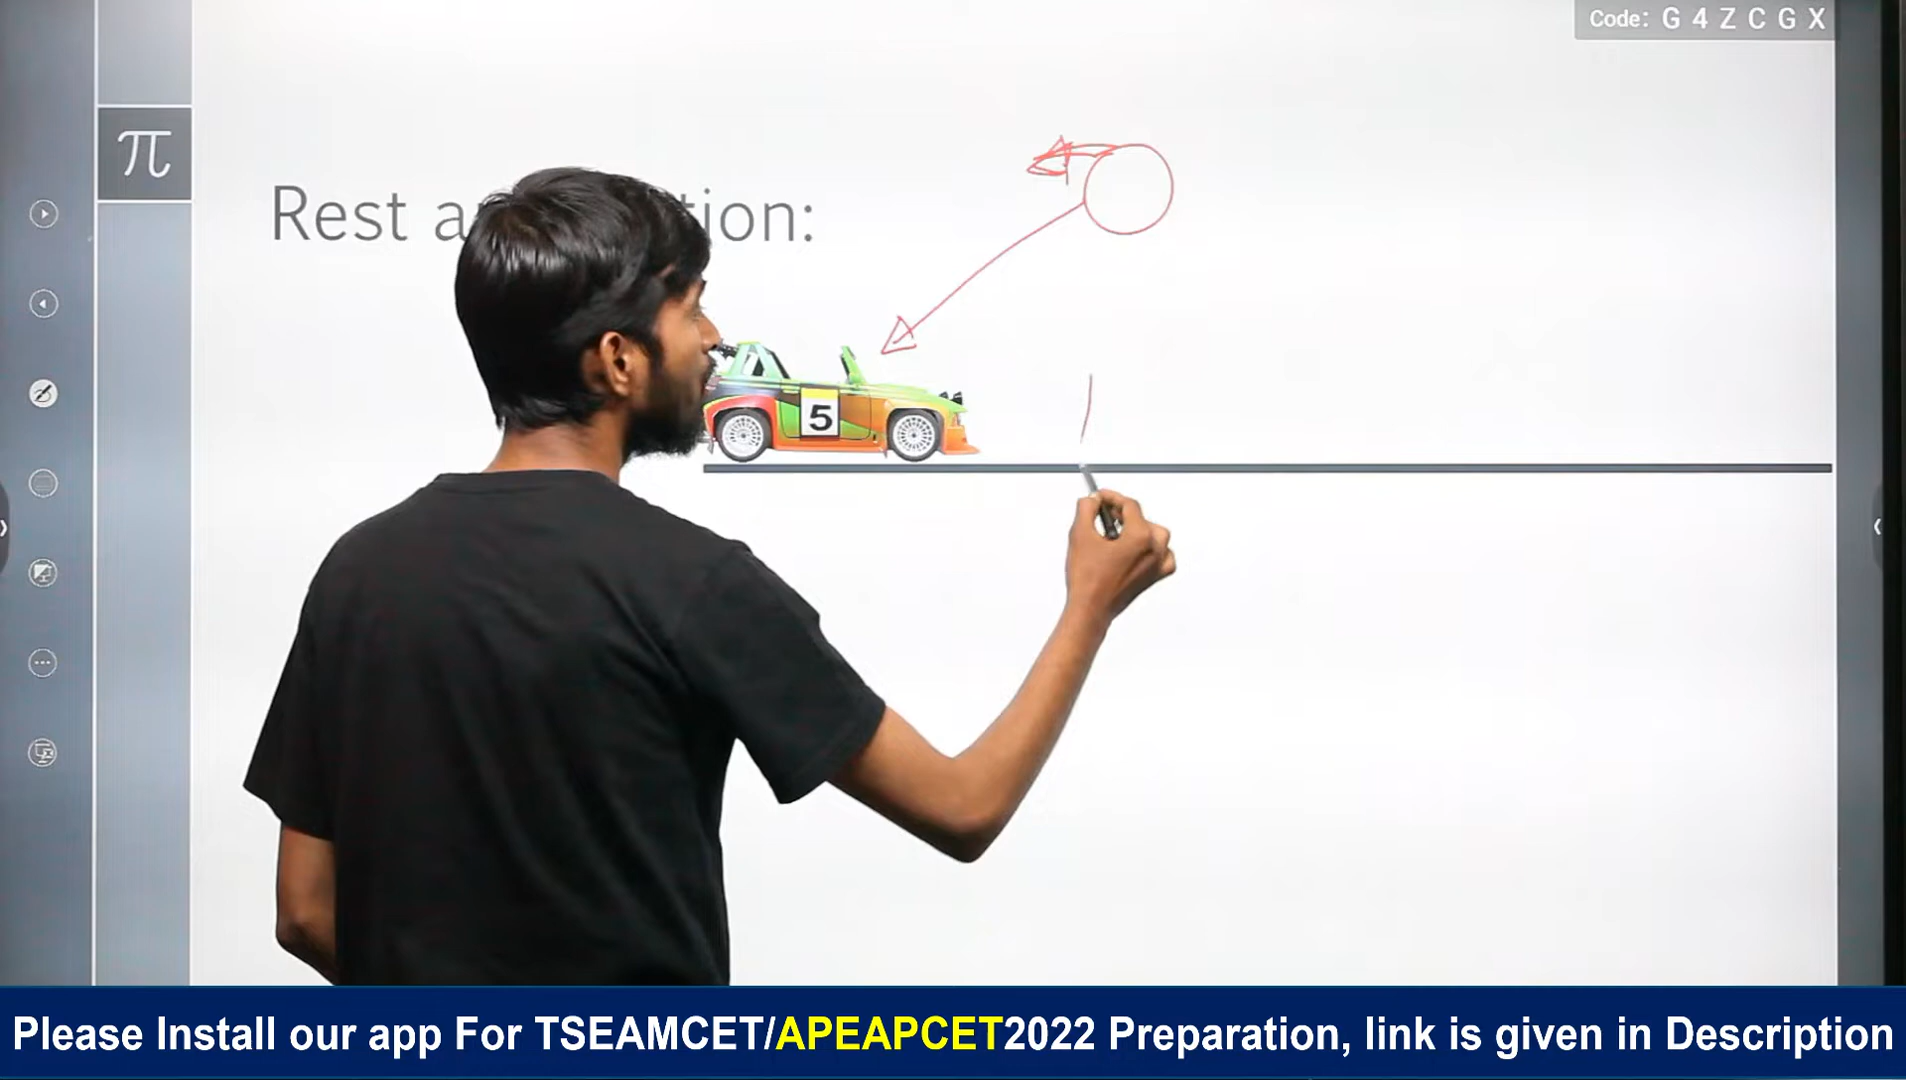 Code: G 4 Z C G X
π
Rest a tion:
5
Please Install our app For TSEAMCET/APEAPCET2022 Preparation, link is given in Description